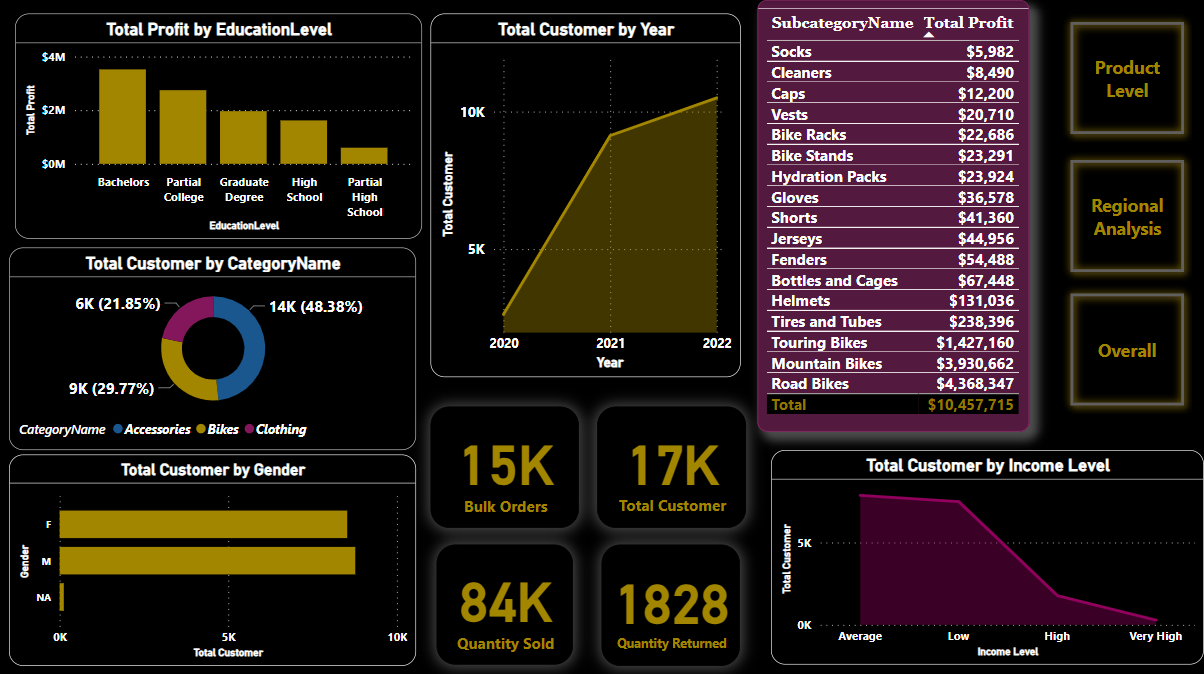 Total Profit by EducationLevel
$4M
$2M
$0M
Total Profit
Bachelors
Partial College
Graduate Degree
High School
Partial High School
EducationLevel
Total Customer by CategoryName
6K (21.85%)
14K (48.38%)
9K (29.77%)
CategoryName Accessories Bikes Clothing
Total Customer by Gender
Gender
F
M
NA
0K 5K 10K
Total Customer
Total Customer by Year
10K
5K
Total Customer
2020 2021 2022
Year
15K
Bulk Orders
17K
Total Customer
84K
Quantity Sold
1828
Quantity Returned
SubcategoryName Total Profit
Socks $5,982
Cleaners $8,490
Caps $12,200
Vests $20,710
Bike Racks $22,686
Bike Stands $23,291
Hydration Packs $23,924
Gloves $36,578
Shorts $41,360
Jerseys $44,956
Fenders $54,488
Bottles and Cages $67,448
Helmets $131,036
Tires and Tubes $238,396
Touring Bikes $1,427,160
Mountain Bikes $3,930,662
Road Bikes $4,368,347
Total $10,457,715
Product
Level
Regional
Analysis
Overall
Total Customer by Income Level
5K
0K
Total Customer
Average Low High Very High
Income Level